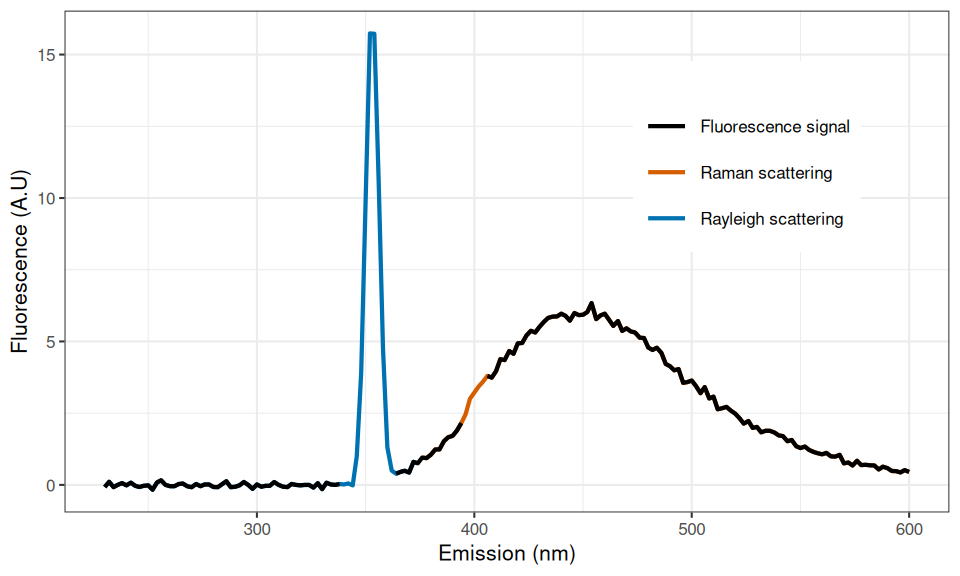 15
10
5
0
Fluorescence (A.U)
Fluorescence signal
Raman scattering
Rayleigh scattering
300
400
500
600
Emission (nm)